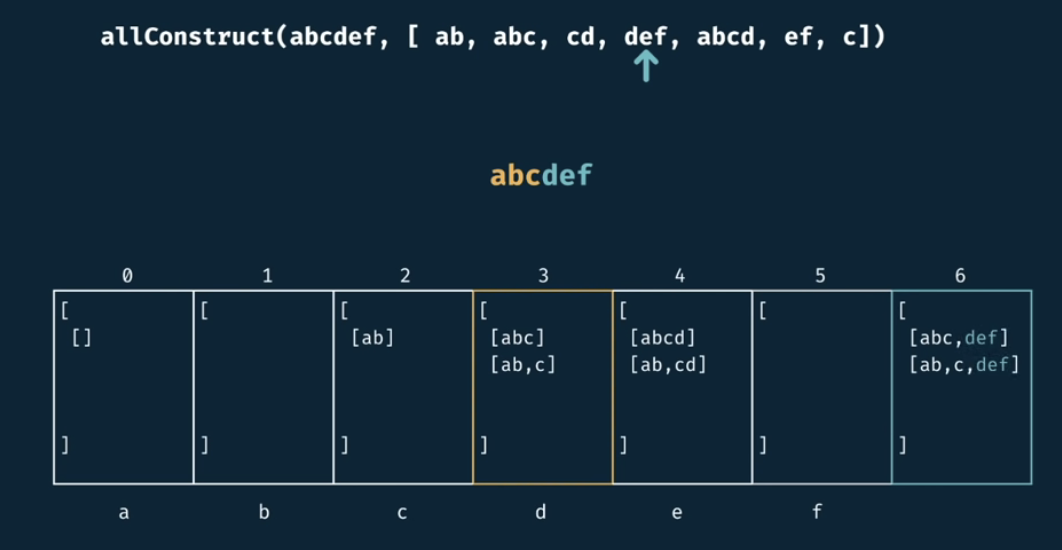 allConstruct(abcdef, [ ab, abc, cd, def, abcd, ef, c])
abcdef
0 1 2 3 4 5 6
[ [ [ [ [ [ [
[] [ab] [abc] [abcd] [abc,def]
[ab,c] [ab,cd] [ab,c,def]
] ] ] ] ] ] ]
a b c d e f